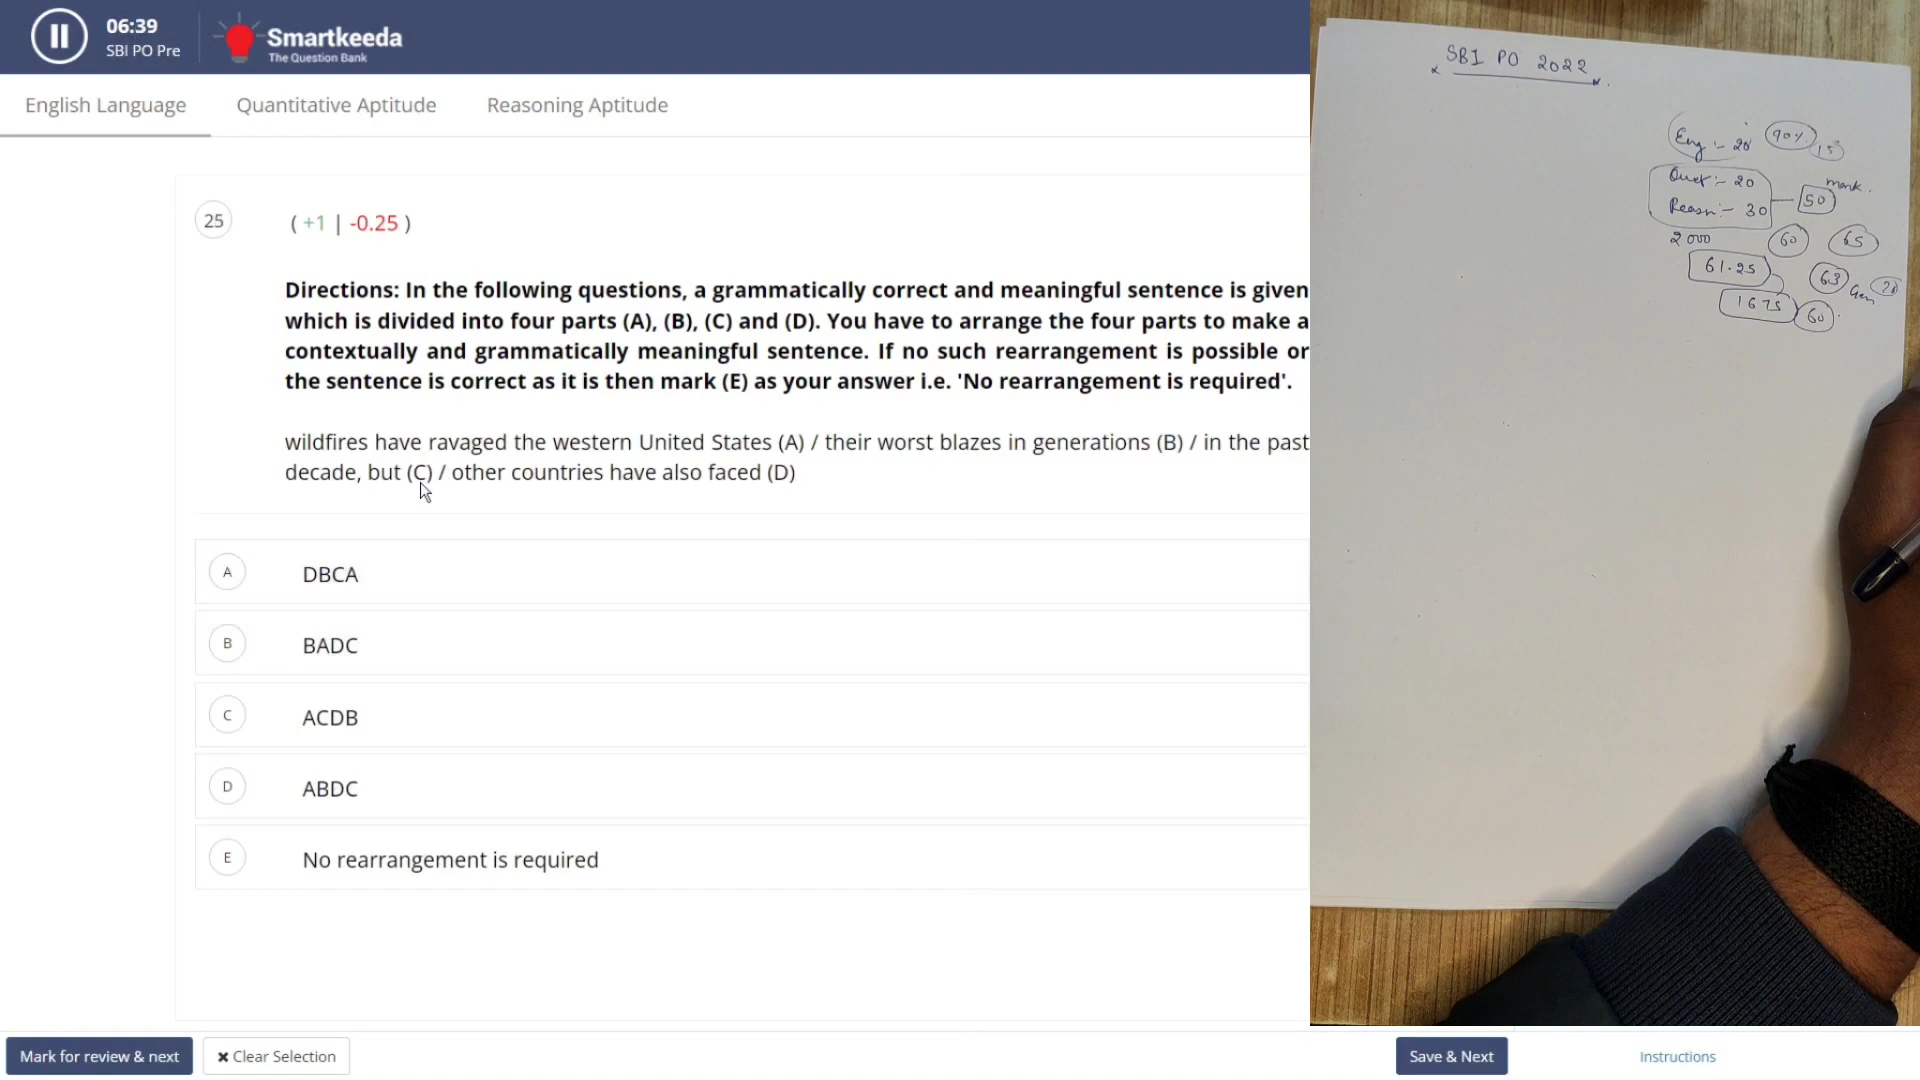 06:39
SBI PO Pre
Smartkeeda
The Question Bank
English Language
Quantitative Aptitude
Reasoning Aptitude
25
( +1 | -0.25 )
Directions: In the following questions, a grammatically correct and meaningful sentence is given
which is divided into four parts (A), (B), (C) and (D). You have to arrange the four parts to make a
contextually and grammatically meaningful sentence. If no such rearrangement is possible or
the sentence is correct as it is then mark (E) as your answer i.e. 'No rearrangement is required'.
wildfires have ravaged the western United States (A) / their worst blazes in generations (B) / in the past
decade, but (C) / other countries have also faced (D)
A
DBCA
B
BADC
C
ACDB
D
ABDC
E
No rearrangement is required
Mark for review & next
✖ Clear Selection
Save & Next
Instructions
SBI PO 2022
Eng :- 20 90% 15
Quet :- 20
mark.
Reason :- 30 50
2000 60 65
61.25 63
1675 60